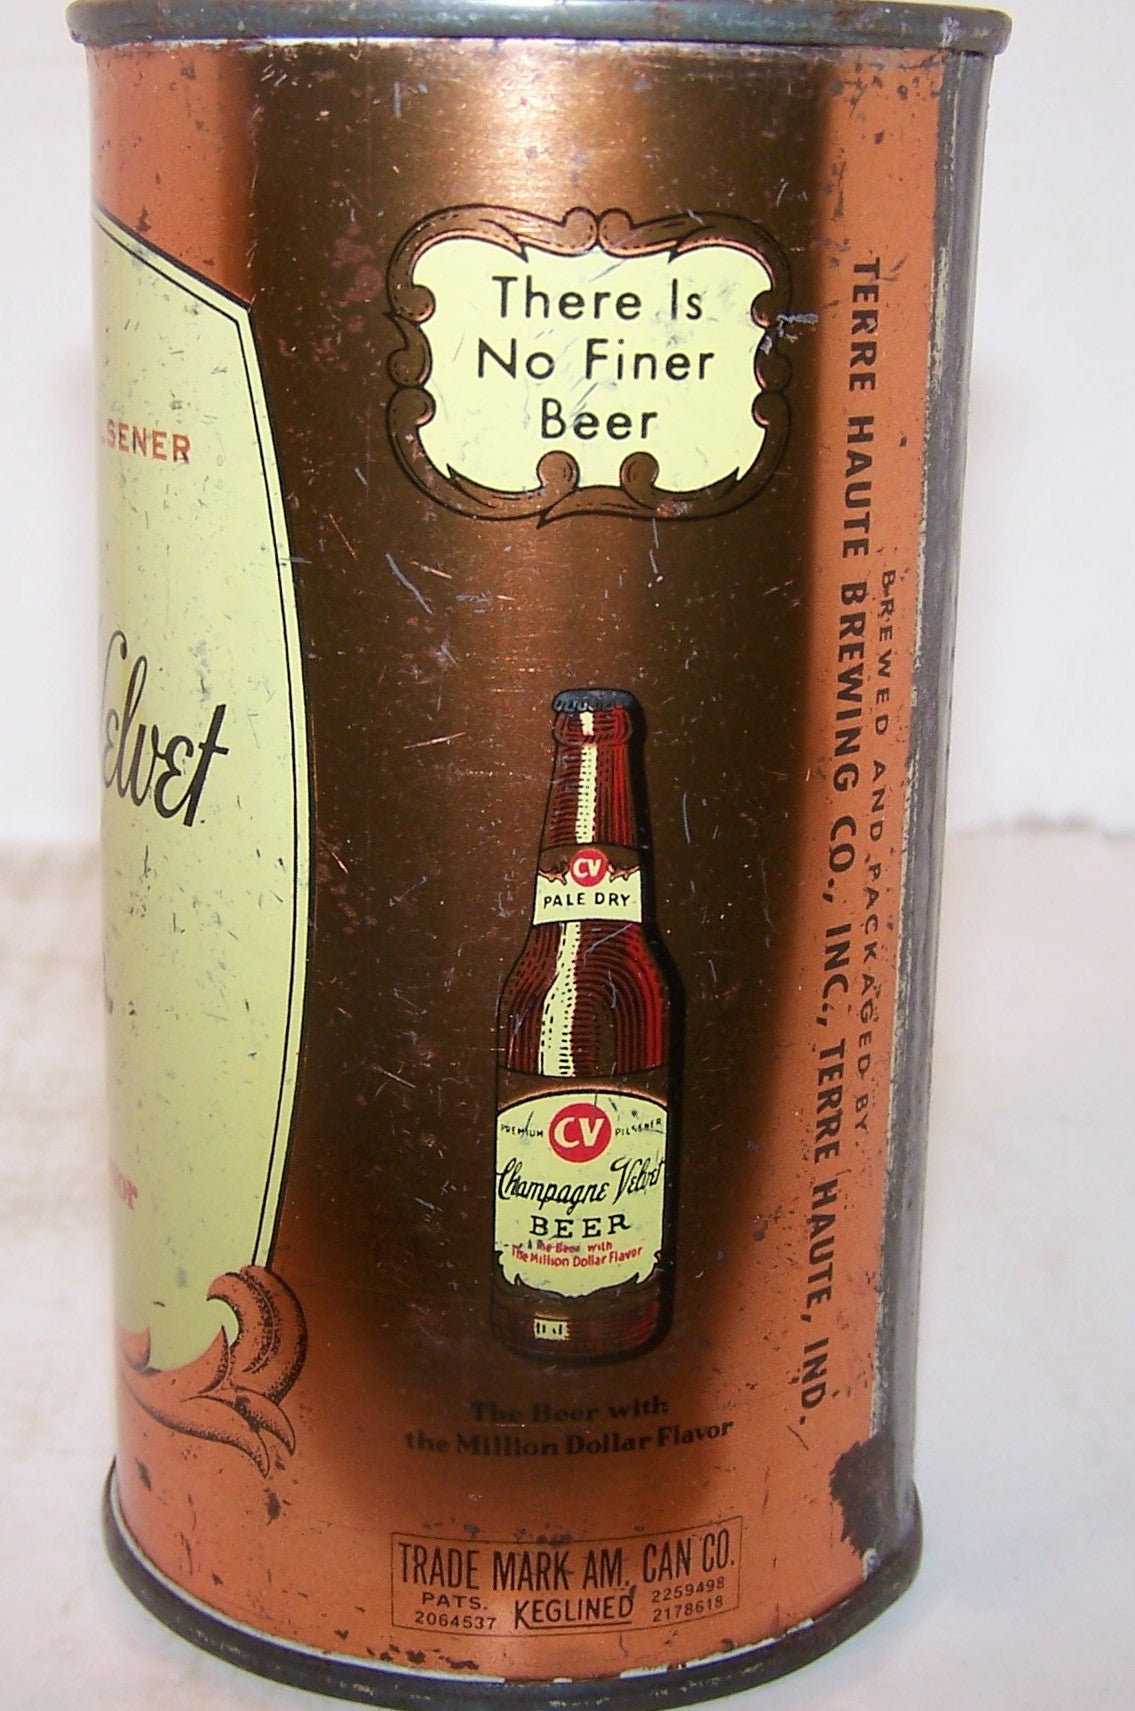 There Is
No Finer
Beer
LSENER
Velvet
CV
PALE DRY
PREMIUM CV PILSENER
Champagne Velvet
BEER
The Beer with
The Million Dollar Flavor
The Beer with
the Million Dollar Flavor
TRADE MARK AM. CAN CO.
PATS. KEGLINED 2259498
2064537 2178618
BREWED AND PACKAGED BY
TERRE HAUTE BREWING CO., INC., TERRE HAUTE, IND.